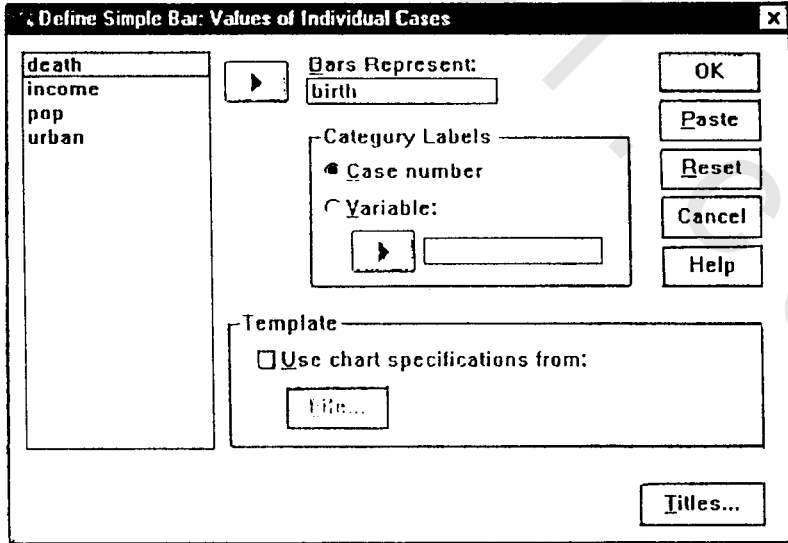 Define Simple Bar: Values of Individual Cases
death
income
pop
urban
Bars Represent:
birth
Category Labels
Case number
Variable:
Template
Use chart specifications from:
File...
OK
Paste
Reset
Cancel
Help
Titles...